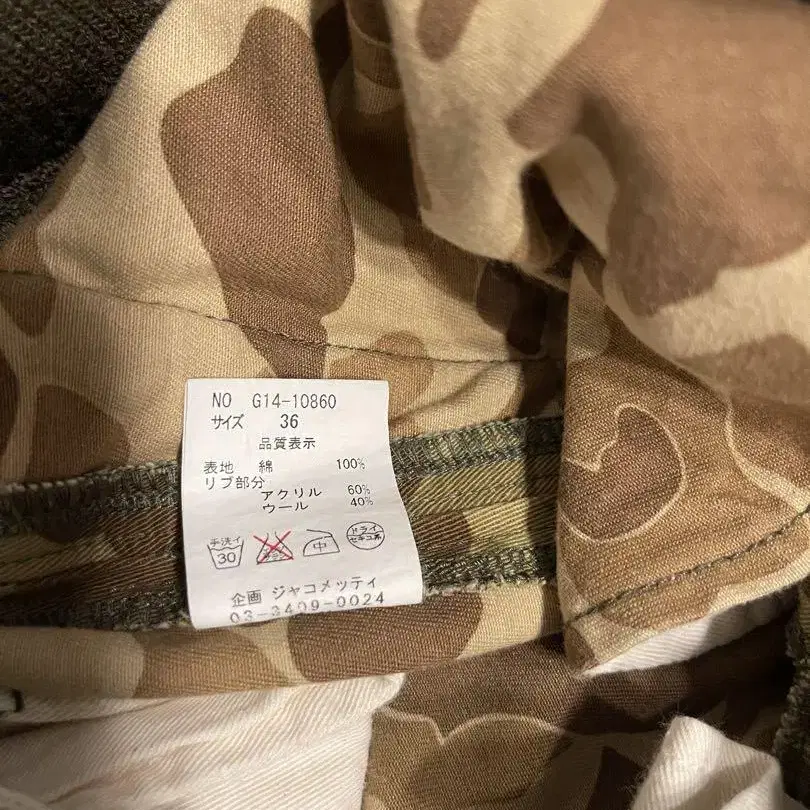 NO G14-10860
サイズ 36
品質表示
表地 綿 100%
リブ部分
アクリル 60%
ウール 40%
手洗イ 30 中 ドライ セキユ系
企画 ジャコメッティ
03-3409-0024